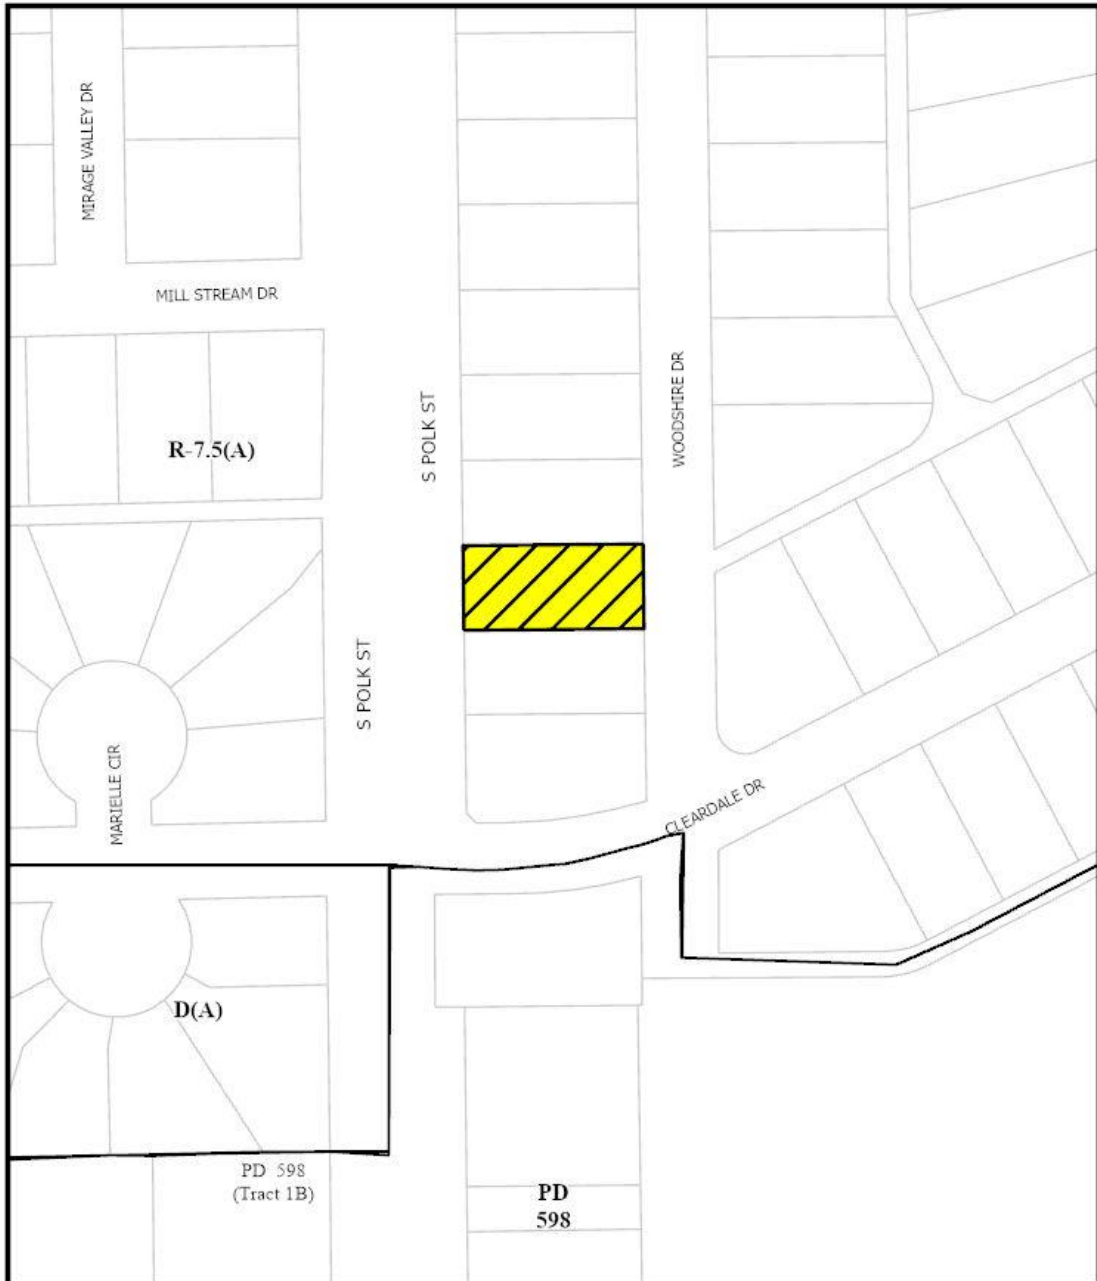 MIRAGE VALLEY DR
MILL STREAM DR
R-7.5(A)
S POLK ST
WOODSHIRE DR
S POLK ST
MARIELLE CIR
CLEARDALE DR
D(A)
PD 598
(Tract 1B)
PD
598